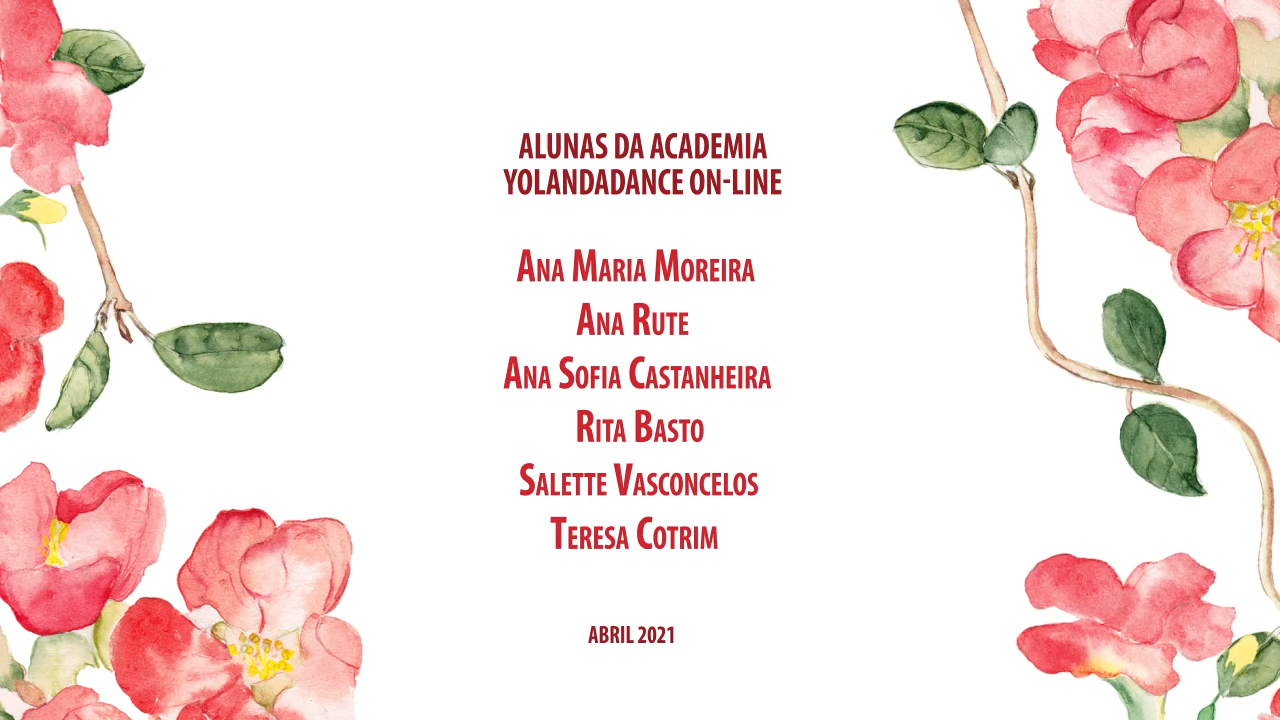 ALUNAS DA ACADEMIA
YOLANDADANCE ON-LINE
Ana Maria Moreira
Ana Rute
Ana Sofia Castanheira
Rita Basto
Salette Vasconcelos
Teresa Cotrim
ABRIL 2021